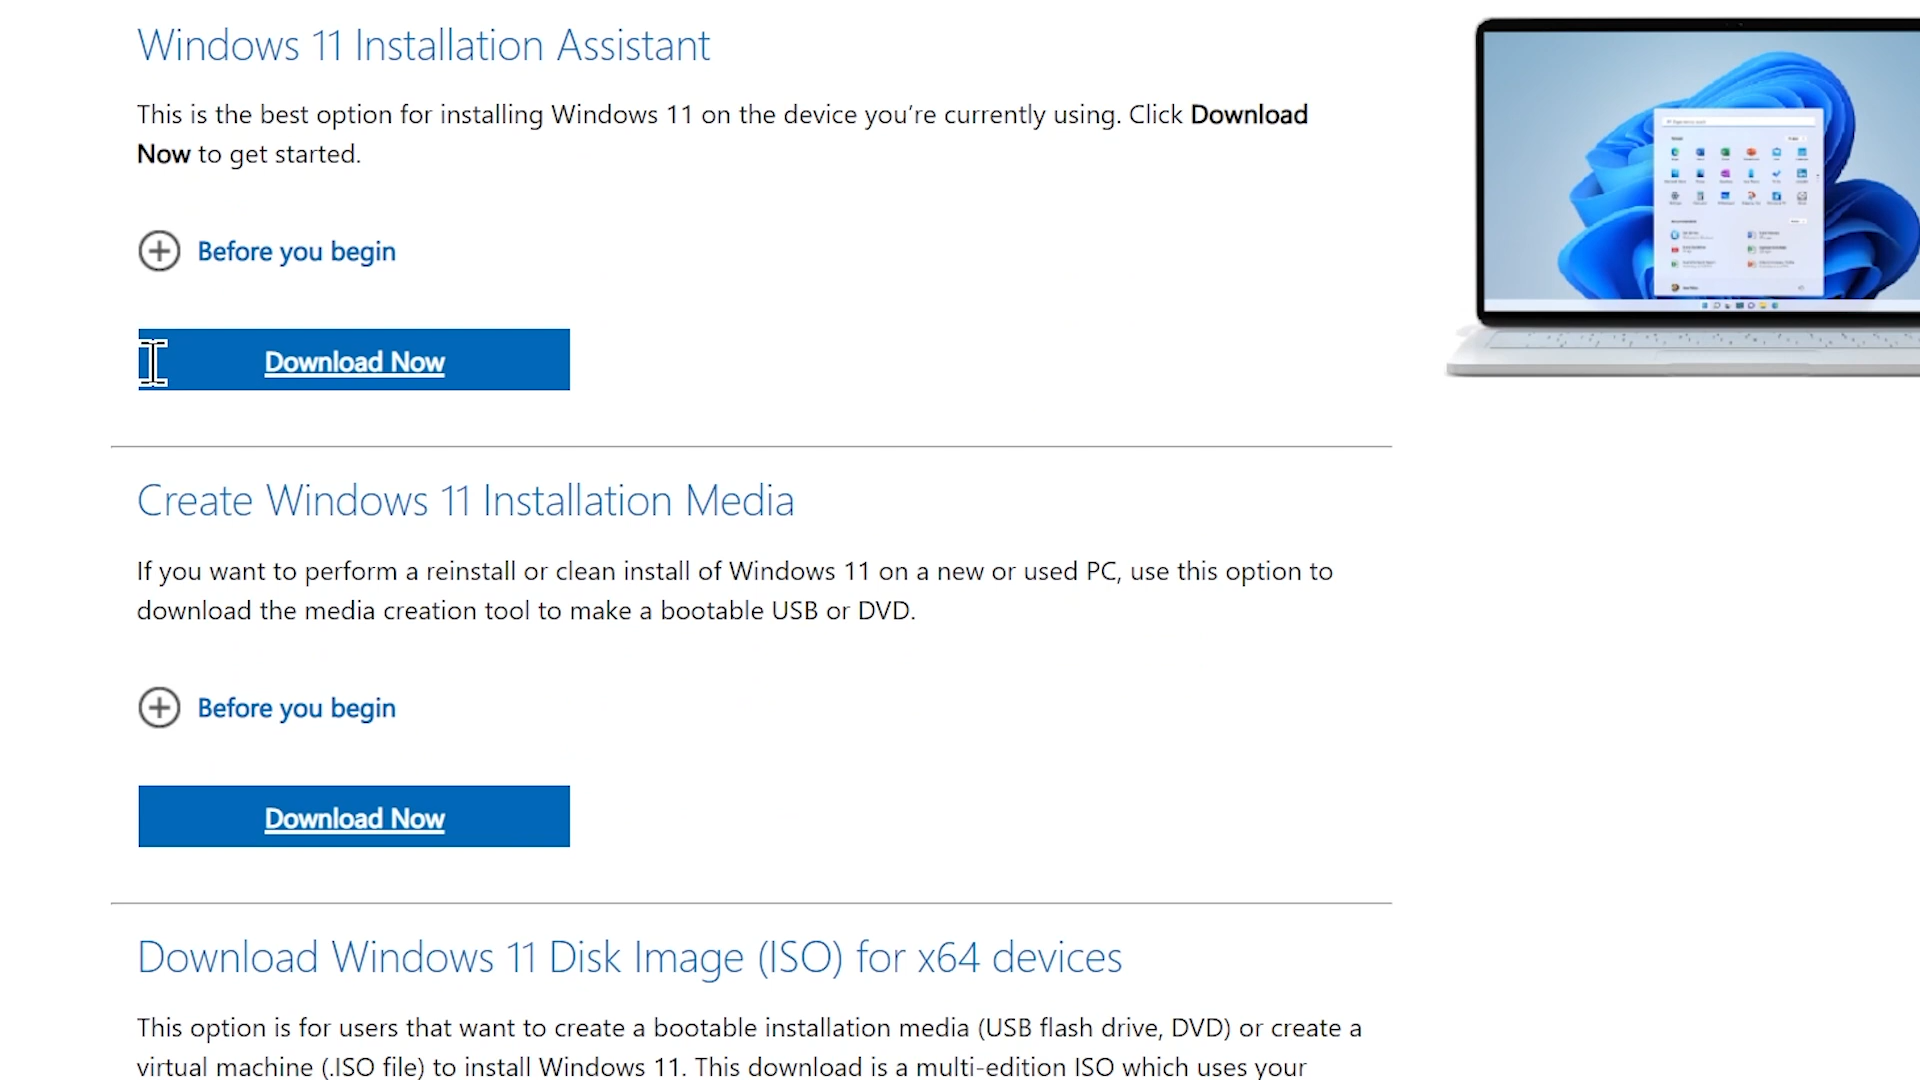 Windows 11 Installation Assistant
This is the best option for installing Windows 11 on the device you’re currently using. Click Download
Now to get started.
Before you begin
Download Now
Create Windows 11 Installation Media
If you want to perform a reinstall or clean install of Windows 11 on a new or used PC, use this option to
download the media creation tool to make a bootable USB or DVD.
Before you begin
Download Now
Download Windows 11 Disk Image (ISO) for x64 devices
This option is for users that want to create a bootable installation media (USB flash drive, DVD) or create a
virtual machine (.ISO file) to install Windows 11. This download is a multi-edition ISO which uses your